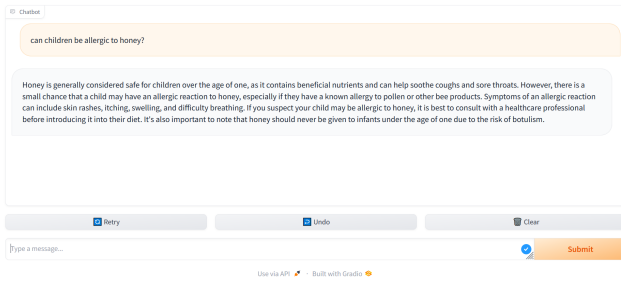 Chatbot
can children be allergic to honey?
Honey is generally considered safe for children over the age of one, as it contains beneficial nutrients and can help soothe coughs and sore throats. However, there is a
small chance that a child may have an allergic reaction to honey, especially if they have a known allergy to pollen or other bee products. Symptoms of an allergic reaction
can include skin rashes, itching, swelling, and difficulty breathing. If you suspect your child may be allergic to honey, it is best to consult with a healthcare professional
before introducing it into their diet. It's also important to note that honey should never be given to infants under the age of one due to the risk of botulism.
Retry Undo Clear
Type a message... Submit
Use via API · Built with Gradio